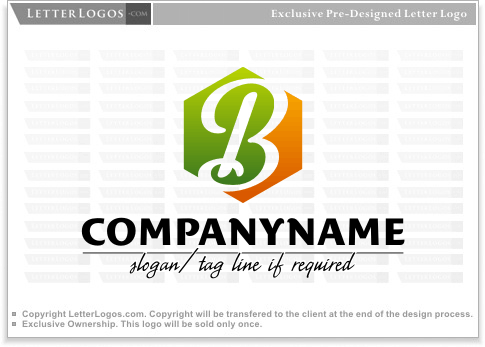 LETTERLOGOS.COM
Exclusive Pre-Designed Letter Logo
B
COMPANYNAME
slogan/tag line if required
Copyright LetterLogos.com. Copyright will be transfered to the client at the end of the design process.
Exclusive Ownership. This logo will be sold only once.